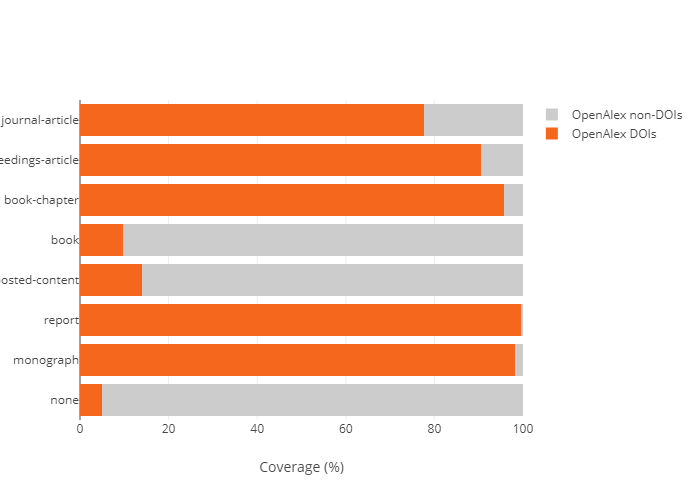 journal-article
eedings-article
book-chapter
book
osted-content
report
monograph
none
0 20 40 60 80 100
Coverage (%)
OpenAlex non-DOIs
OpenAlex DOIs